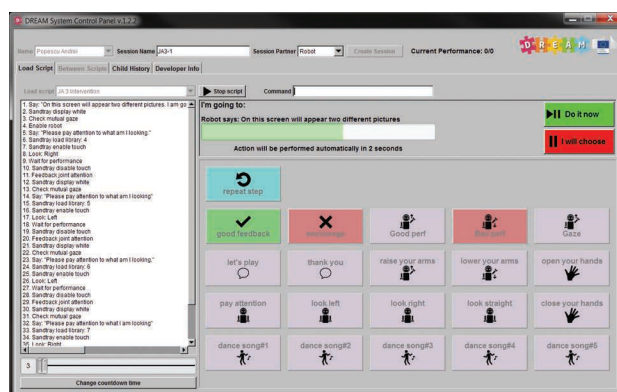 DREAM System Control Panel v.1.2.2
Name Popescu Andrei Session Name JA3-1 Session Partner Robot Create Session Current Performance: 0/0
DREAM
Load Script Between Scripts Child History Developer Info
Load script JA 3 Intervention Stop script Command
1. Say: "On this screen will appear two different pictures. I am go
2. Sandtray display white
3. Check mutual gaze
4. Enable robot
5. Say: "Please pay attention to what am I looking."
6. Sandtray load library: 4
7. Sandtray enable touch
8. Look: Right
9. Wait for performance
10. Sandtray disable touch
11. Feedback joint attention
12. Sandtray display white
13. Check mutual gaze
14. Say: "Please pay attention to what I am looking"
15. Sandtray load library: 5
16. Sandtray enable touch
17. Look: Left
18. Wait for performance
19. Sandtray disable touch
20. Feedback joint attention
21. Sandtray display white
22. Check mutual gaze
23. Say: "Please pay attention to what I am looking"
24. Sandtray load library: 6
25. Sandtray enable touch
26. Look: Left
27. Wait for performance
28. Sandtray disable touch
29. Feedback joint attention
30. Sandtray display white
31. Check mutual gaze
32. Say: "Please pay attention to what I am looking"
33. Sandtray load library: 7
34. Sandtray enable touch
35. Look: Right
3
Change countdown time
I'm going to:
Robot says: On this screen will appear two different pictures
Action will be performed automatically in 2 seconds
Do it now
I will choose
repeat step
good feedback
Good perf
Bad perf
Gaze
let's play
thank you
raise your arms
lower your arms
open your hands
pay attention
look left
look right
look straight
close your hands
dance song#1
dance song#2
dance song#3
dance song#4
dance song#5